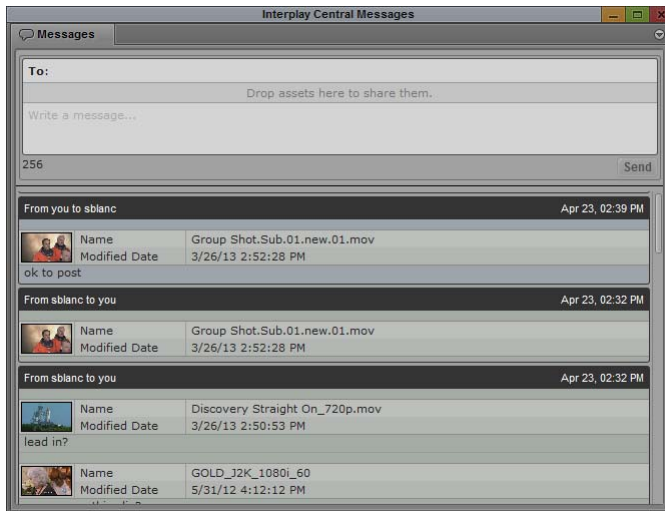 Interplay Central Messages
Messages
To:
Drop assets here to share them.
Write a message...
256
Send
From you to sblanc Apr 23, 02:39 PM
Name Group Shot.Sub.01.new.01.mov
Modified Date 3/26/13 2:52:28 PM
ok to post
From sblanc to you Apr 23, 02:32 PM
Name Group Shot.Sub.01.new.01.mov
Modified Date 3/26/13 2:52:28 PM
From sblanc to you Apr 23, 02:32 PM
Name Discovery Straight On_720p.mov
Modified Date 3/26/13 2:50:53 PM
lead in?
Name GOLD_J2K_1080i_60
Modified Date 5/31/12 4:12:12 PM